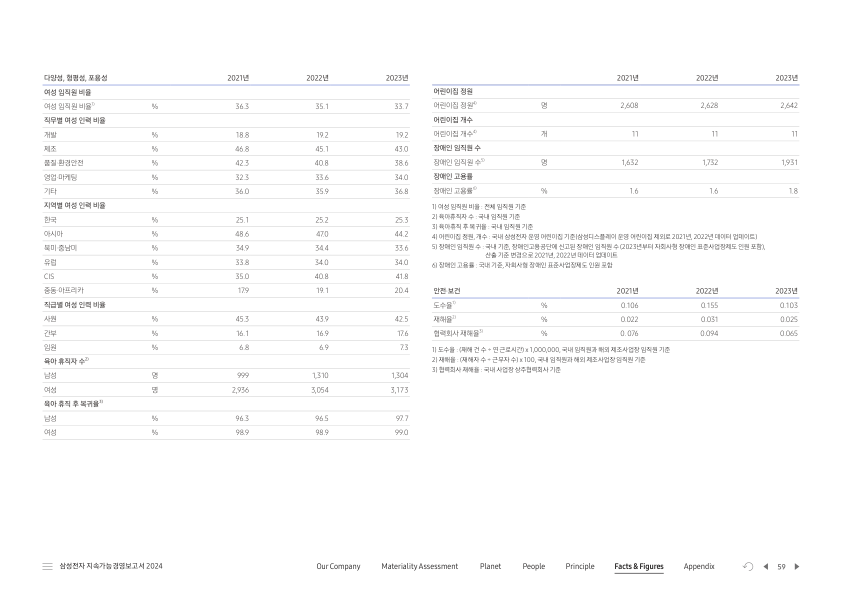 다양성, 형평성, 포용성 2021년 2022년 2023년
여성 임직원 비율
여성 임직원 비율1) % 36.3 35.1 33.7
직무별 여성 인력 비율
개발 % 18.8 19.2 19.2
제조 % 46.8 45.1 43.0
품질·환경안전 % 42.3 40.8 38.6
영업·마케팅 % 32.3 33.6 34.0
기타 % 36.0 35.9 36.8
지역별 여성 인력 비율
한국 % 25.1 25.2 25.3
아시아 % 48.6 47.0 44.2
북미·중남미 % 34.9 34.4 33.6
유럽 % 33.8 34.0 34.0
CIS % 35.0 40.8 41.8
중동·아프리카 % 17.9 19.1 20.4
직급별 여성 인력 비율
사원 % 45.3 43.9 42.5
간부 % 16.1 16.9 17.6
임원 % 6.8 6.9 7.3
육아 휴직자 수2)
남성 명 999 1,310 1,304
여성 명 2,936 3,054 3,173
육아 휴직 후 복귀율3)
남성 % 96.3 96.5 97.7
여성 % 98.9 98.9 99.0
2021년 2022년 2023년
어린이집 정원
어린이집 정원4) 명 2,608 2,628 2,642
어린이집 개수
어린이집 개수4) 개 11 11 11
장애인 임직원 수
장애인 임직원 수5) 명 1,632 1,732 1,931
장애인 고용률
장애인 고용률6) % 1.6 1.6 1.8
1) 여성 임직원 비율 : 전체 임직원 기준
2) 육아휴직자 수 : 국내 임직원 기준
3) 육아휴직 후 복귀율 : 국내 임직원 기준
4) 어린이집 정원, 개수 : 국내 삼성전자 운영 어린이집 기준(삼성디스플레이 운영 어린이집 제외로 2021년, 2022년 데이터 업데이트)
5) 장애인 임직원 수 : 국내 기준, 장애인고용공단에 신고된 장애인 임직원 수 (2023년부터 자회사형 장애인 표준사업장제도 인원 포함),
산출 기준 변경으로 2021년, 2022년 데이터 업데이트
6) 장애인 고용률 : 국내 기준, 자회사형 장애인 표준사업장제도 인원 포함
안전 보건 2021년 2022년 2023년
도수율1) % 0.106 0.155 0.103
재해율2) % 0.022 0.031 0.025
협력회사 재해율3) % 0.076 0.094 0.065
1) 도수율 : (재해 건 수 ÷ 연 근로시간) x 1,000,000, 국내 임직원과 해외 제조사업장 임직원 기준
2) 재해율 : (재해자 수 ÷ 근무자 수) x 100, 국내 임직원과 해외 제조사업장 임직원 기준
3) 협력회사 재해율 : 국내 사업장 상주협력회사 기준
삼성전자 지속가능경영보고서 2024 Our Company Materiality Assessment Planet People Principle Facts & Figures Appendix 59